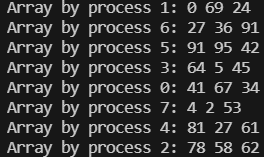 Array by process 1: 0 69 24
Array by process 6: 27 36 91
Array by process 5: 91 95 42
Array by process 3: 64 5 45
Array by process 0: 41 67 34
Array by process 7: 4 2 53
Array by process 4: 81 27 61
Array by process 2: 78 58 62